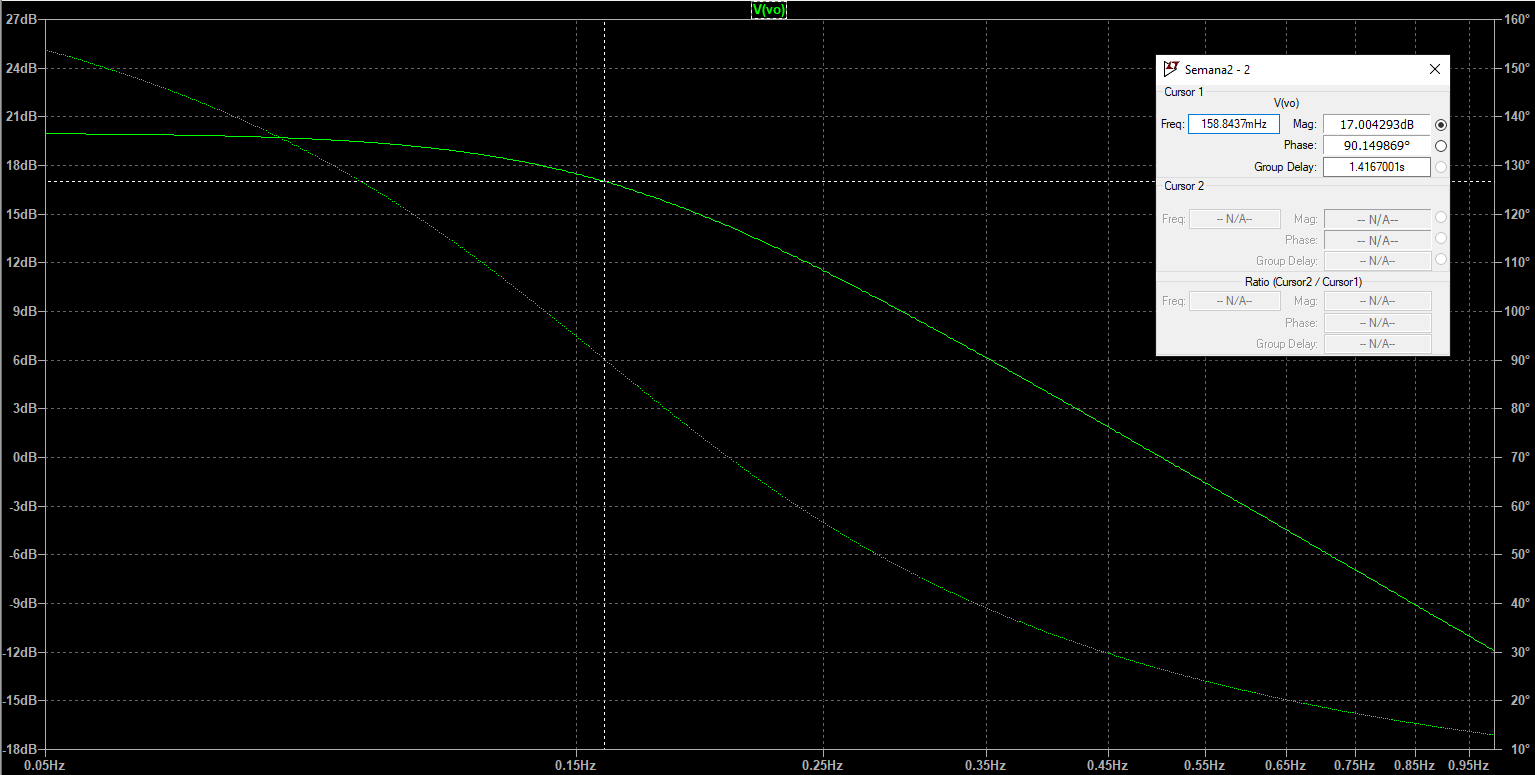 V(vo)
27dB
24dB
21dB
18dB
15dB
12dB
9dB
6dB
3dB
0dB
-3dB
-6dB
-9dB
-12dB
-15dB
-18dB
160°
150°
140°
130°
120°
110°
100°
90°
80°
70°
60°
50°
40°
30°
20°
10°
0.05Hz 0.15Hz 0.25Hz 0.35Hz 0.45Hz 0.55Hz 0.65Hz 0.75Hz 0.85Hz 0.95Hz
Semana2 - 2
Cursor 1
V(vo)
Freq: 158.8437mHz Mag: 17.004293dB
Phase: 90.149869°
Group Delay: 1.4167001s
Cursor 2
Freq: -- N/A-- Mag: -- N/A--
Phase: -- N/A--
Group Delay: -- N/A--
Ratio (Cursor2 / Cursor1)
Freq: -- N/A-- Mag: -- N/A--
Phase: -- N/A--
Group Delay: -- N/A--